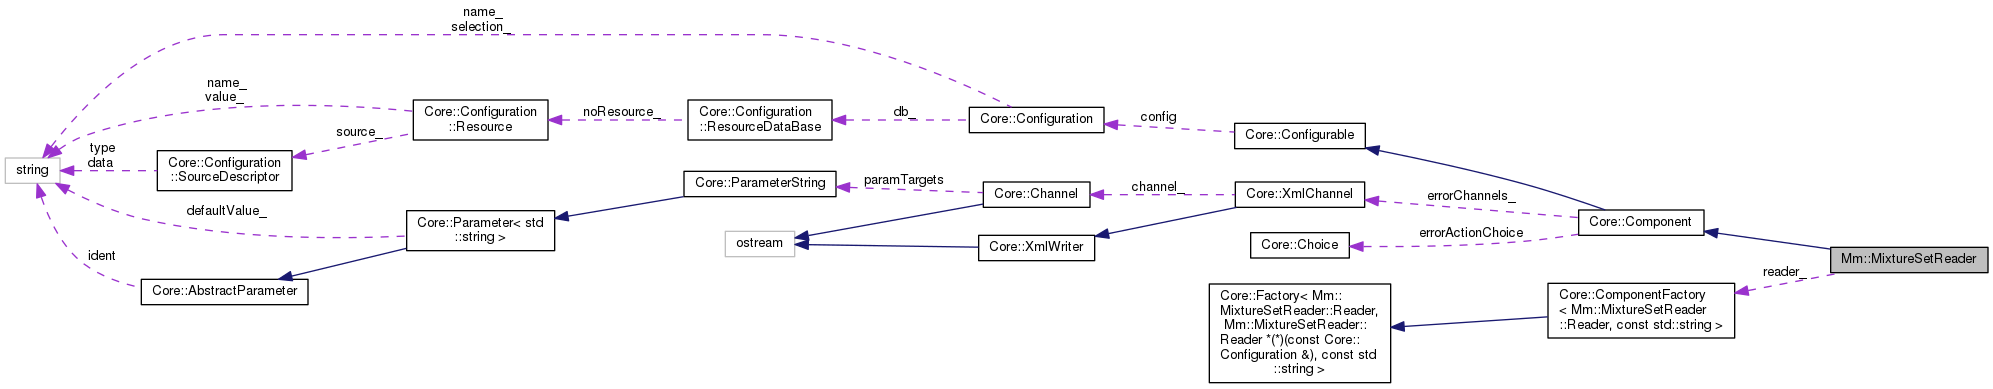 name_
selection_
name_
value_
Core::Configuration
::Resource
noResource_
Core::Configuration
::ResourceDataBase
db_
Core::Configuration
config
Core::Configurable
source_
type
data
string
Core::Configuration
::SourceDescriptor
Core::ParameterString
paramTargets
Core::Channel
channel_
Core::XmlChannel
errorChannels_
Core::Component
defaultValue_
Core::Parameter< std
::string >
ostream
Core::XmlWriter
Core::Choice
errorActionChoice
Mm::MixtureSetReader
ident
Core::AbstractParameter
reader_
Core::Factory< Mm::
MixtureSetReader::Reader,
Mm::MixtureSetReader::
Reader *(*)(const Core::
Configuration &), const std
::string >
Core::ComponentFactory
< Mm::MixtureSetReader
::Reader, const std::string >